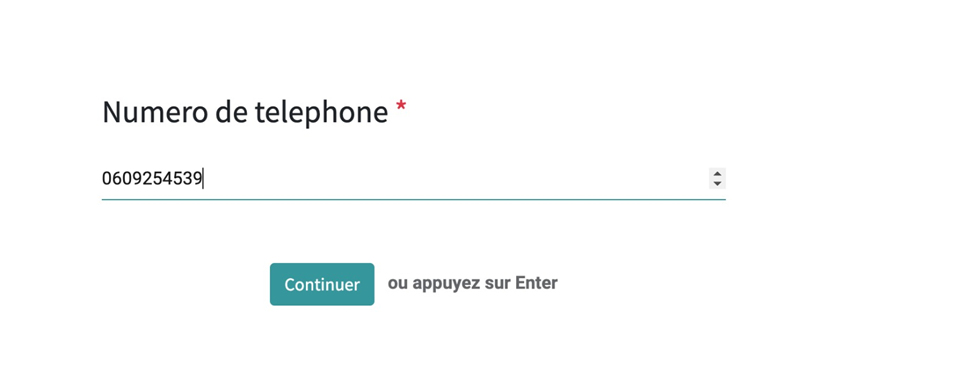 Numero de telephone *
0609254539
Continuer ou appuyez sur Enter